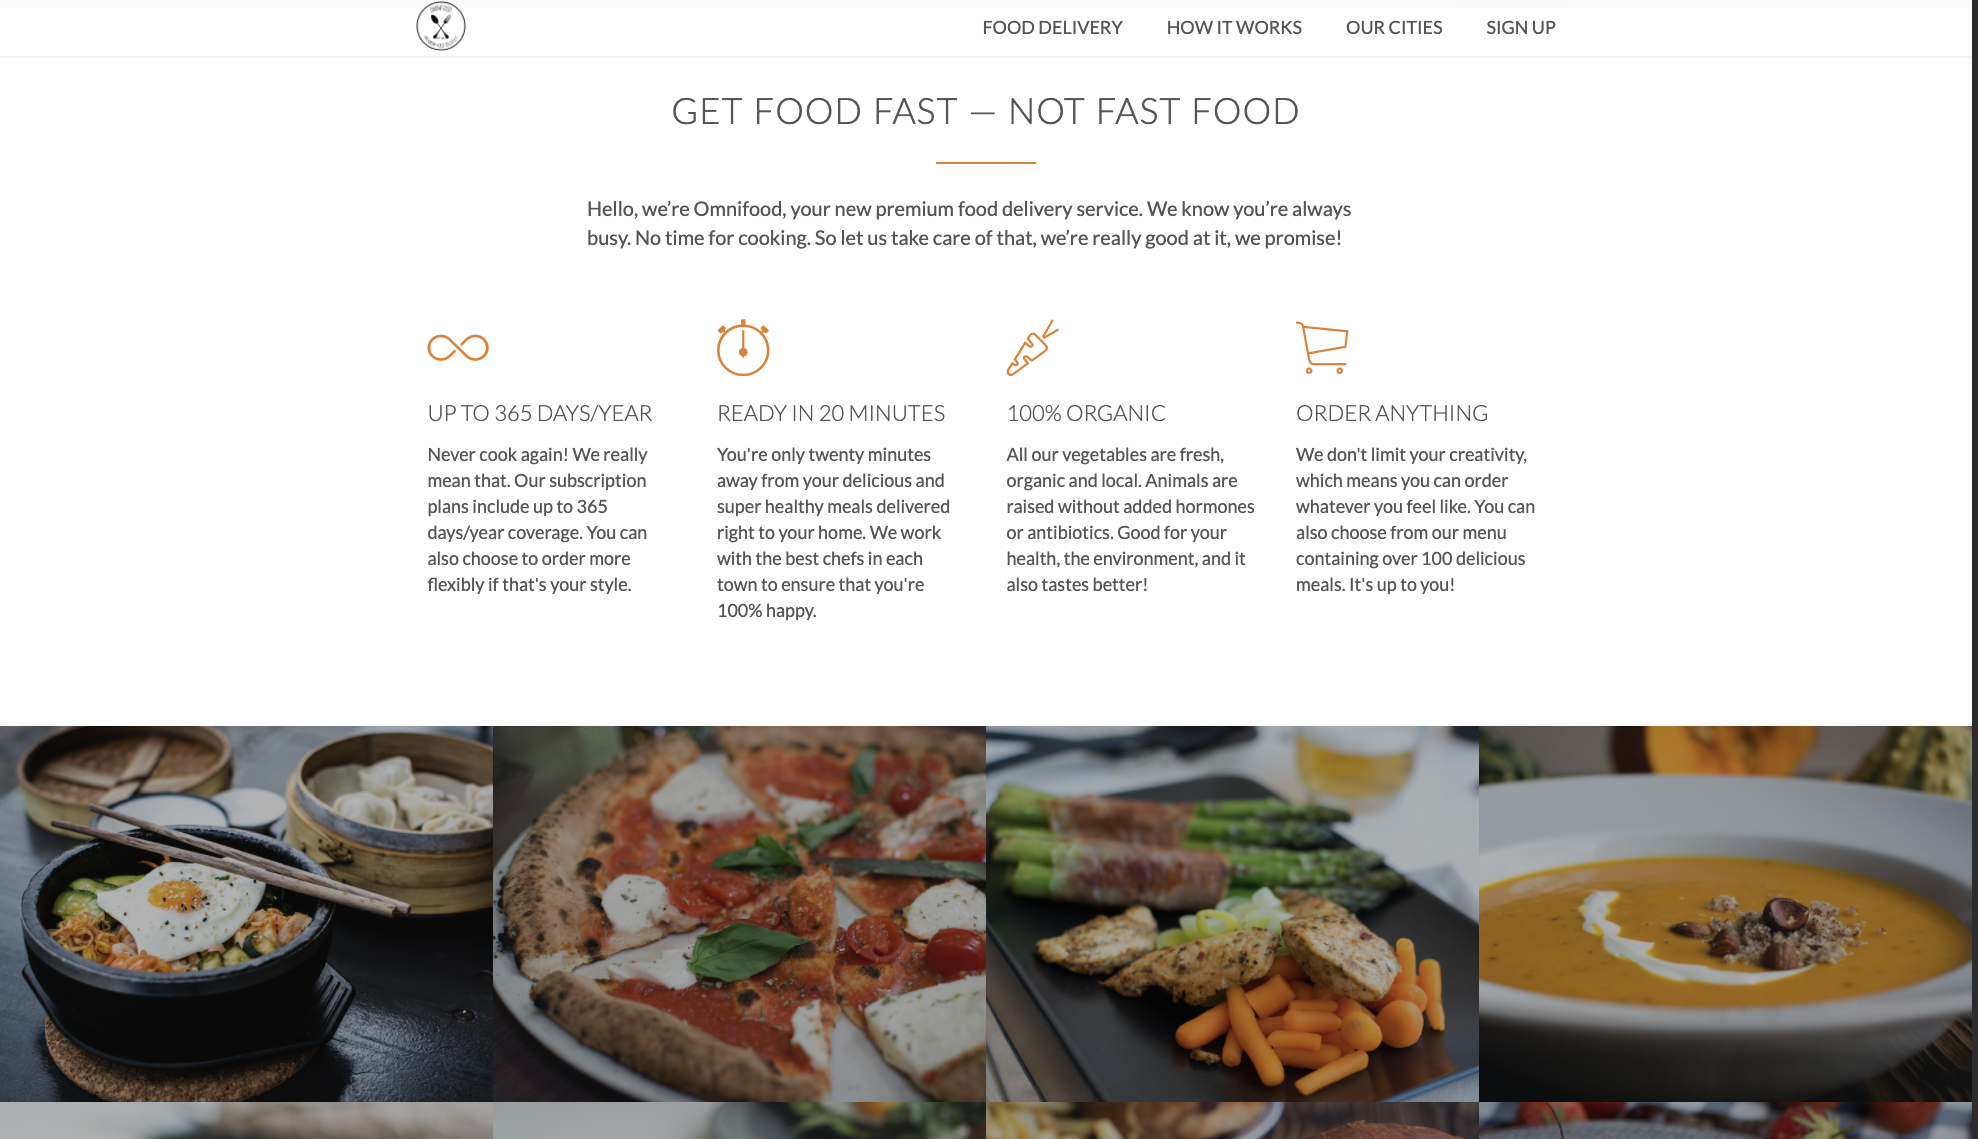 FOOD DELIVERY
HOW IT WORKS
OUR CITIES
SIGN UP
GET FOOD FAST — NOT FAST FOOD
Hello, we’re Omnifood, your new premium food delivery service. We know you’re always
busy. No time for cooking. So let us take care of that, we’re really good at it, we promise!
UP TO 365 DAYS/YEAR
Never cook again! We really
mean that. Our subscription
plans include up to 365
days/year coverage. You can
also choose to order more
flexibly if that's your style.
READY IN 20 MINUTES
You're only twenty minutes
away from your delicious and
super healthy meals delivered
right to your home. We work
with the best chefs in each
town to ensure that you're
100% happy.
100% ORGANIC
All our vegetables are fresh,
organic and local. Animals are
raised without added hormones
or antibiotics. Good for your
health, the environment, and it
also tastes better!
ORDER ANYTHING
We don't limit your creativity,
which means you can order
whatever you feel like. You can
also choose from our menu
containing over 100 delicious
meals. It's up to you!